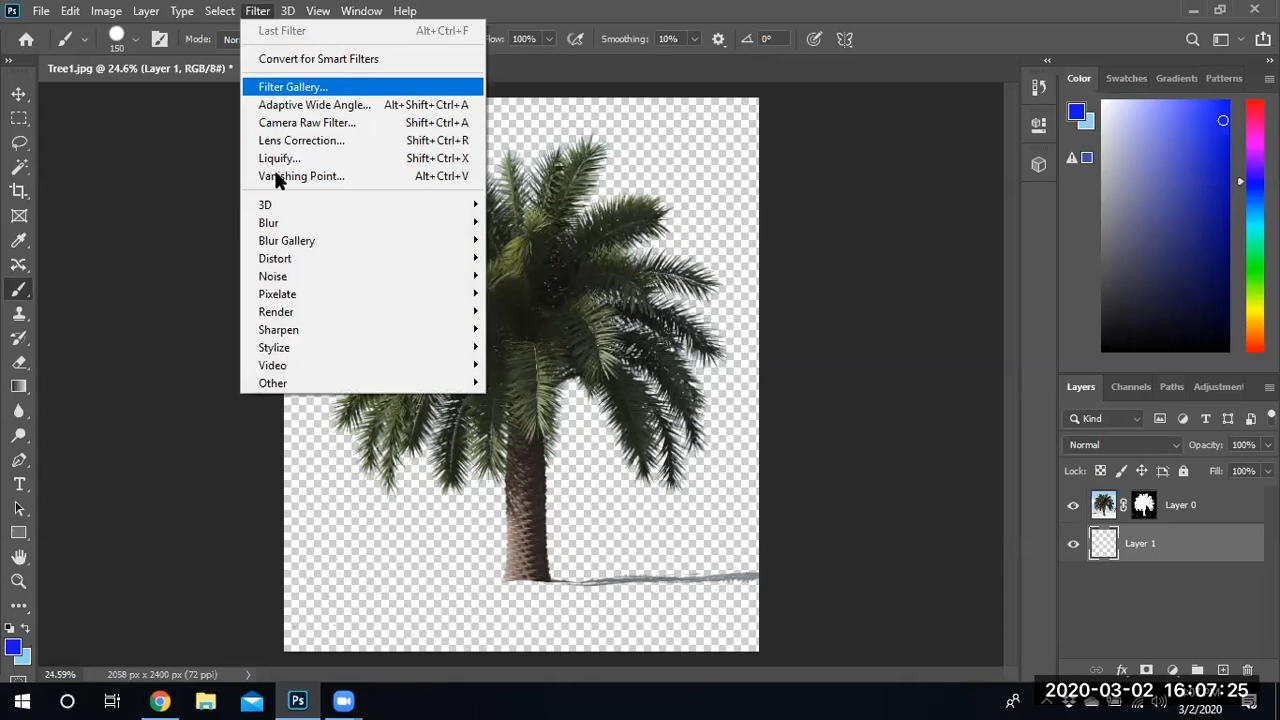 Ps File Edit Image Layer Type Select Filter 3D View Window Help
150 Mode: Flow: 100% Smoothing: 10% 0°
Tree1.jpg @ 24.6% (Layer 1, RGB/8#) *
Last Filter Alt+Ctrl+F
Convert for Smart Filters
Filter Gallery...
Adaptive Wide Angle... Alt+Shift+Ctrl+A
Camera Raw Filter... Shift+Ctrl+A
Lens Correction... Shift+Ctrl+R
Liquify... Shift+Ctrl+X
Vanishing Point... Alt+Ctrl+V
3D
Blur
Blur Gallery
Distort
Noise
Pixelate
Render
Sharpen
Stylize
Video
Other
Color Swatches Gradients Patterns
Layers Channels Paths Adjustment
Kind
Normal Opacity: 100%
Lock: Fill: 100%
Layer 0
Layer 1
fx
24.59% 2058 px x 2400 px (72 ppi)
Ps
2020-03-02 16:07:25
3/2/2020